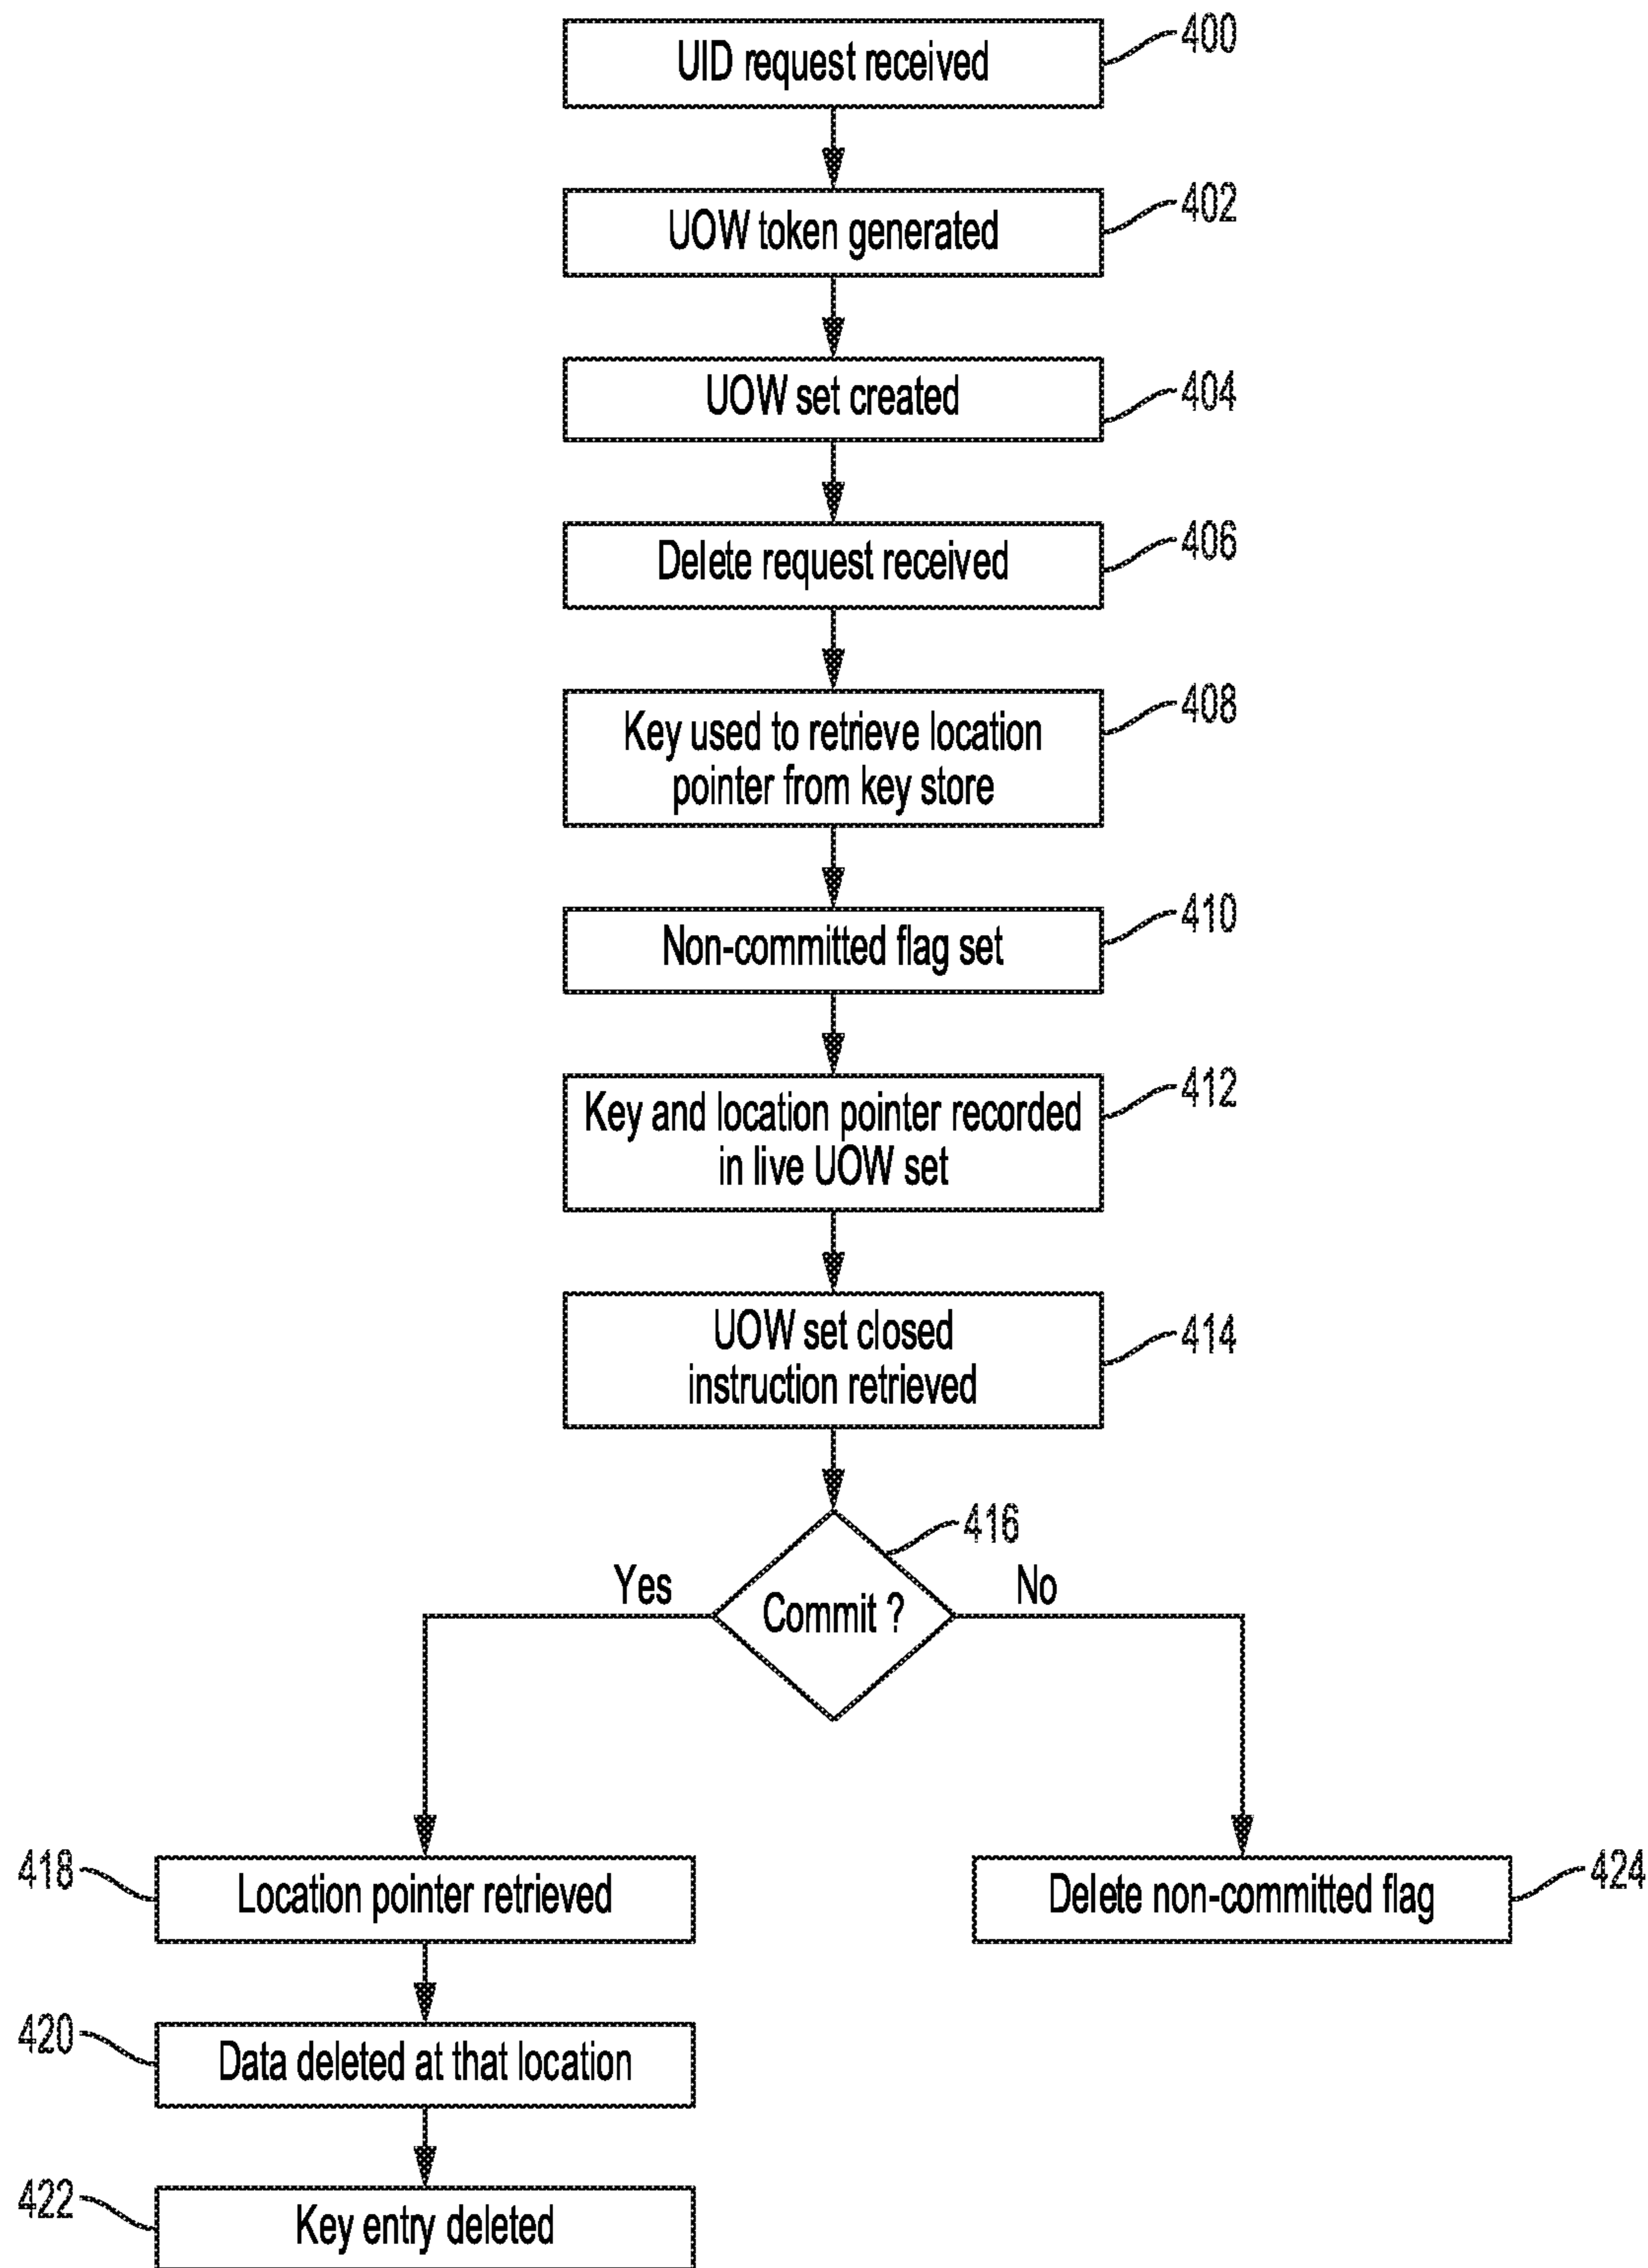 UID request received
400
UOW token generated
402
UOW set created
404
Delete request received
406
Key used to retrieve location
pointer from key store
408
Non-committed flag set
410
Key and location pointer recorded
in live UOW set
412
UOW set closed
instruction retrieved
414
416
Yes
Commit ?
No
418
Location pointer retrieved
Delete non-committed flag
424
420
Data deleted at that location
422
Key entry deleted